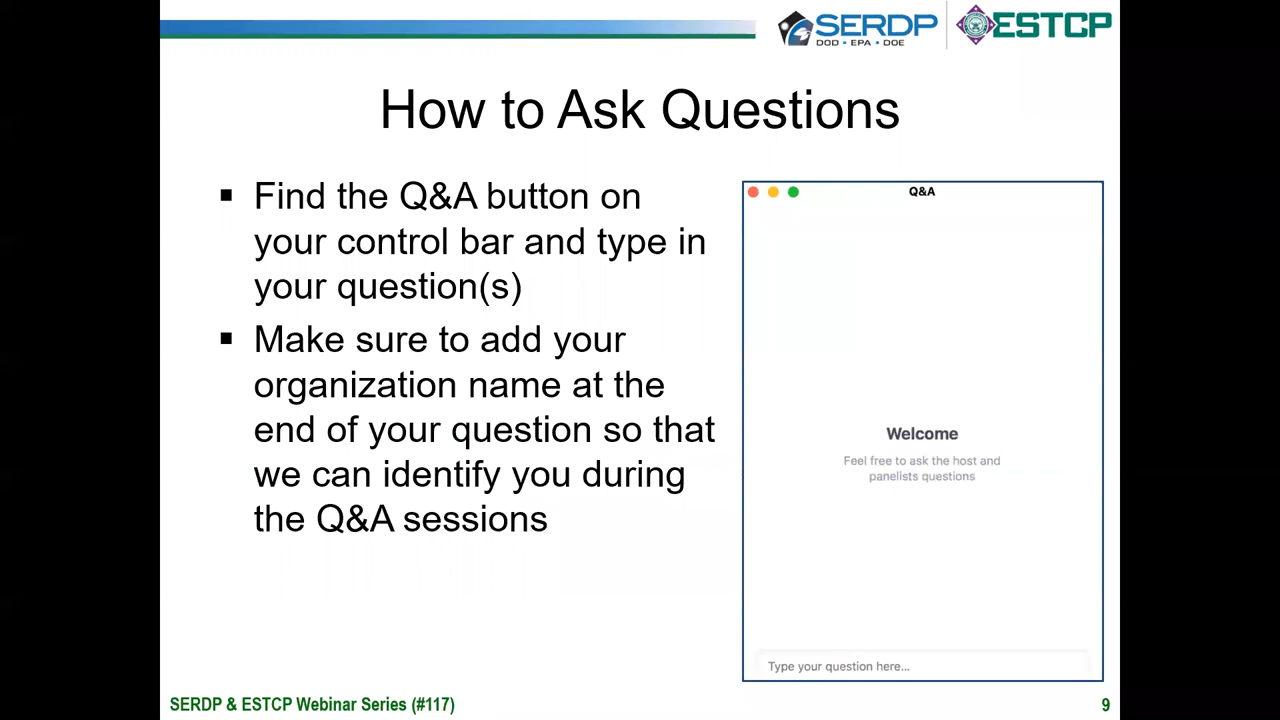 SERDP
DOD • EPA • DOE
ESTCP
How to Ask Questions
▪ Find the Q&A button on
your control bar and type in
your question(s)
▪ Make sure to add your
organization name at the
end of your question so that
we can identify you during
the Q&A sessions
Q&A
Welcome
Feel free to ask the host and
panelists questions
Type your question here...
SERDP & ESTCP Webinar Series (#117)
9